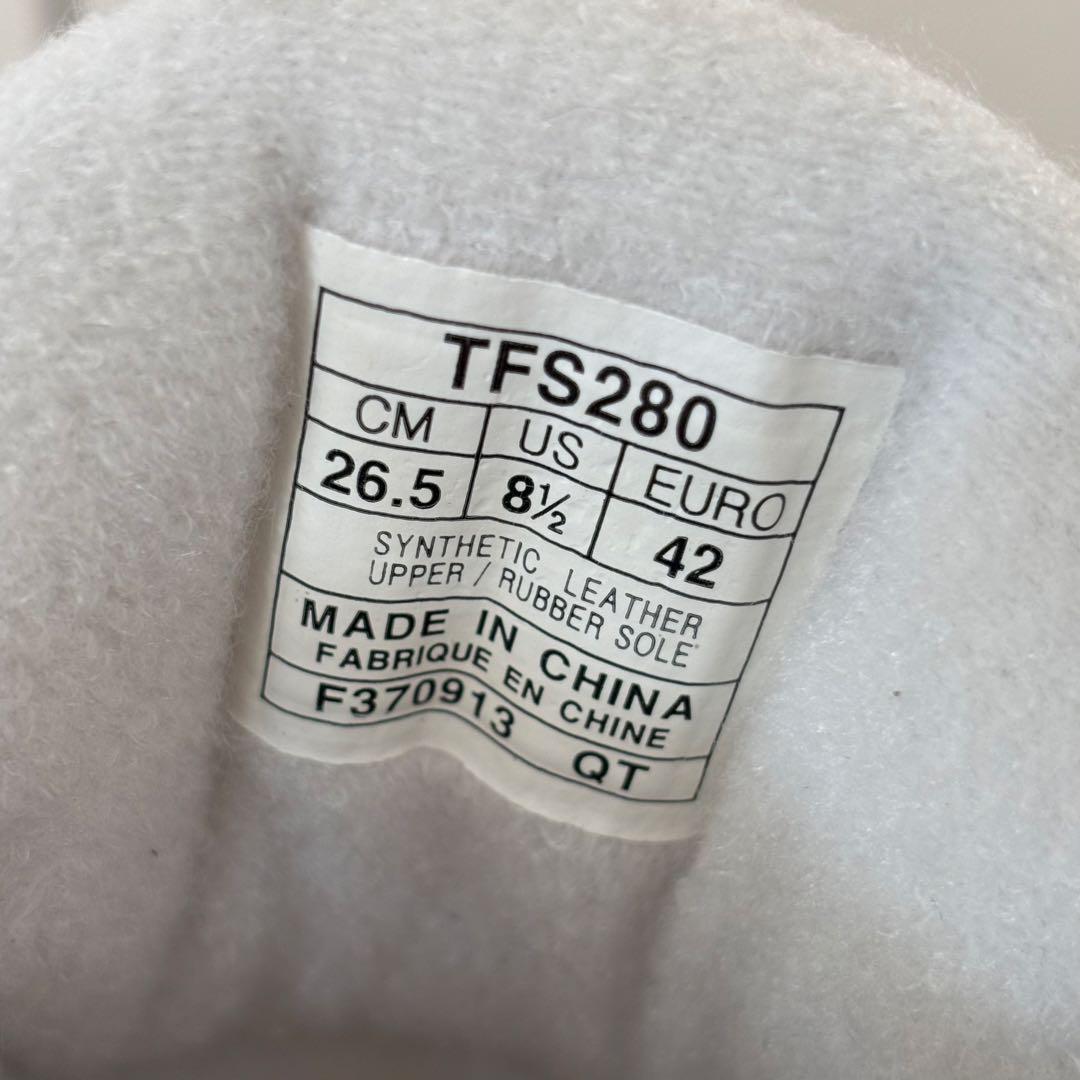 TFS280
CM US EURO
26.5 8½ 42
SYNTHETIC LEATHER
UPPER / RUBBER SOLE
MADE IN CHINA
FABRIQUE EN CHINE
F370913 QT